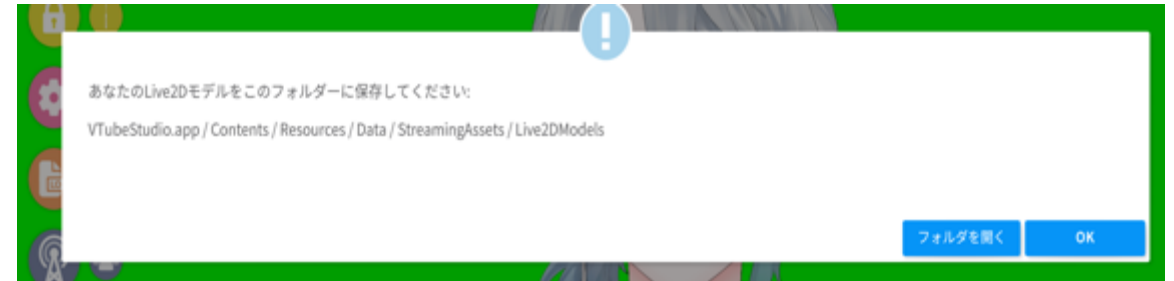 あなたのLive2Dモデルをこのフォルダーに保存してください:
VTubeStudio.app / Contents / Resources / Data / StreamingAssets / Live2DModels
フォルダを開く
OK